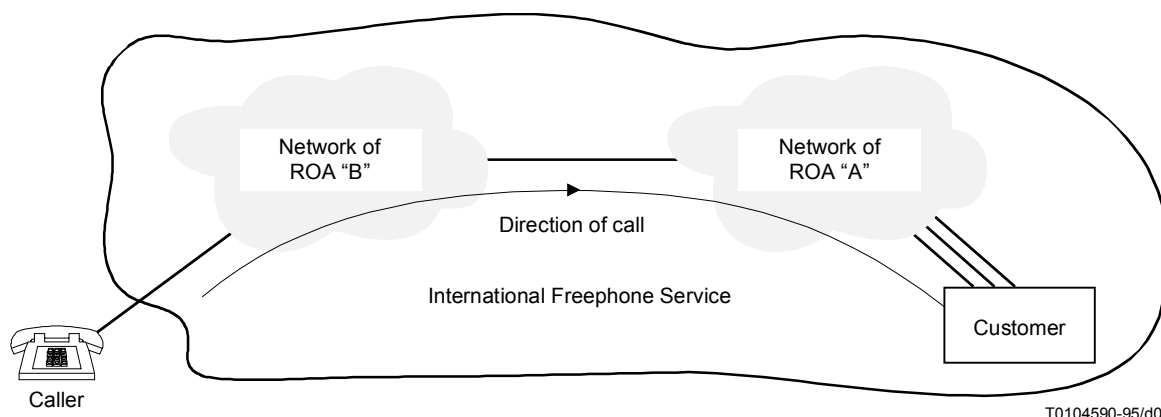 Network of
ROA “B”
Network of
ROA “A”
Direction of call
International Freephone Service
Customer
Caller
T0104590-95/d0